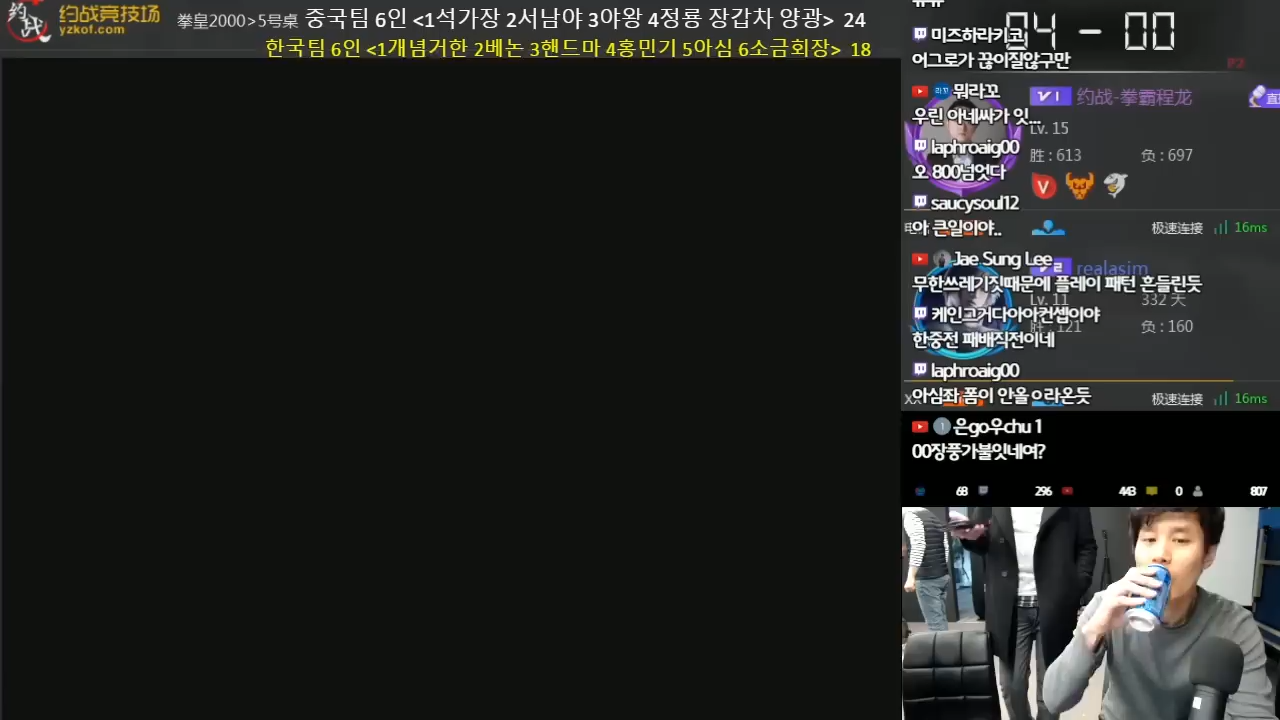 约战竞技场
yzkof.com
拳皇2000>5号桌 중국팀 6인 <1석가장 2서남아 3야왕 4정룡 장갑차 양광> 24
한국팀 6인 <1개념거한 2베논 3핸드마 4홍민기 5아심 6소금회장> 18
04 - 00
미즈하라키코
어그로가 끊이질않구만
P2
뭐라꼬
约战-拳霸程龙
우린 아네싸가 잇...
Lv. 15
laphroaig00
胜 : 613 负 : 697
오 800넘엇다
saucysoul12
아 큰일이야..
极速连接 16ms
Jae Sung Lee
realasim
무한쓰레기짓때문에 플레이 패턴 흔들린듯
Lv. 11 332 天
케인그거다아아컨셉이야
胜 : 121 负 : 160
한중전 패배직전이네
laphroaig00
아심좌 폼이 안올ㅇ라온듯
极速连接 16ms
은go우chu 1
00장풍가불잇네여?
68 296 443 0 807